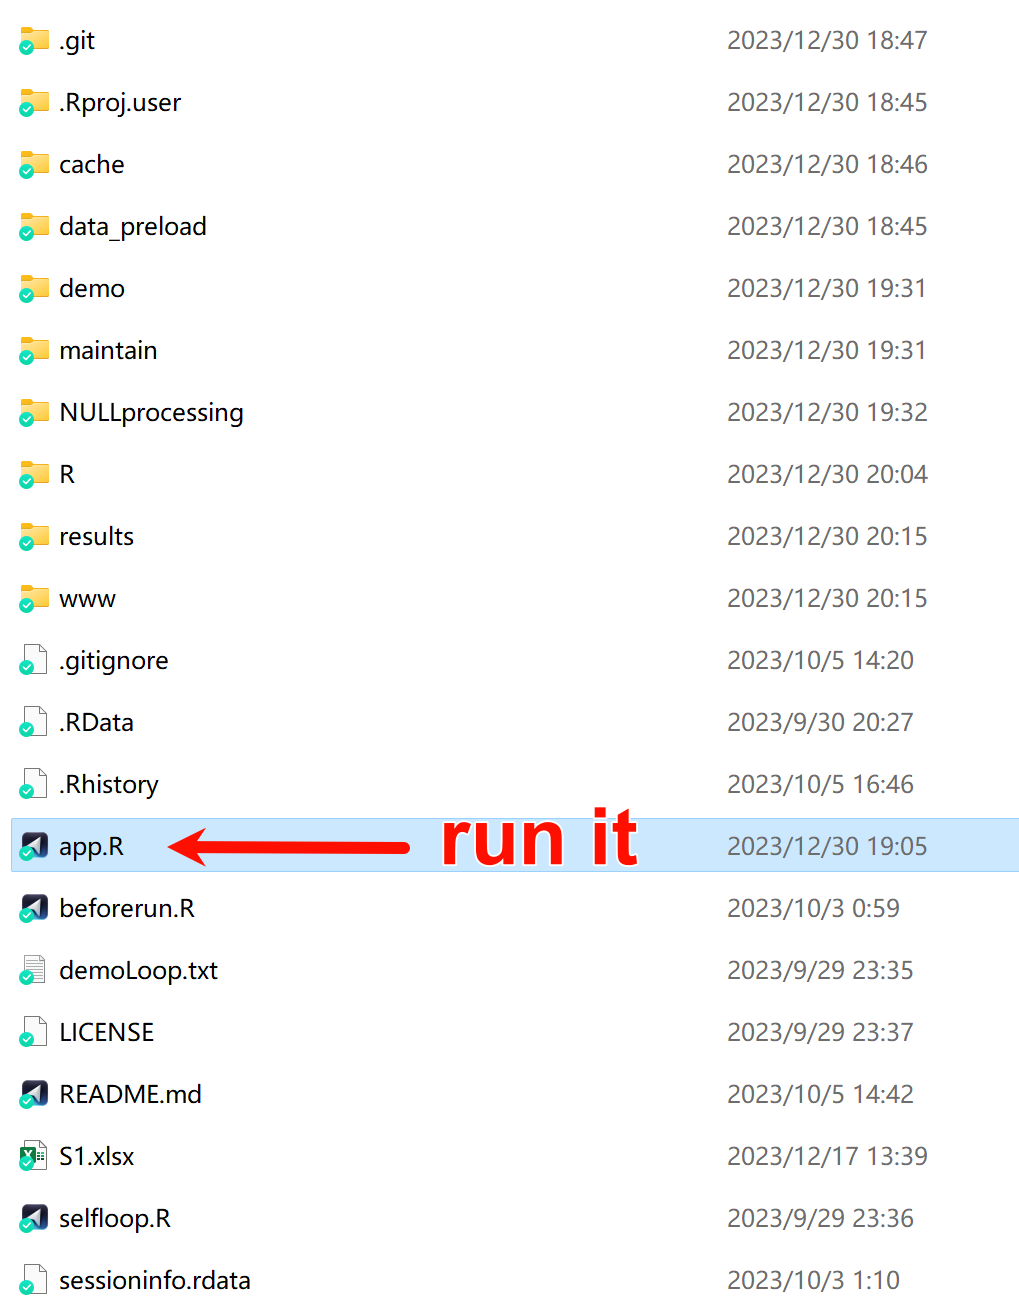 .git 2023/12/30 18:47
.Rproj.user 2023/12/30 18:45
cache 2023/12/30 18:46
data_preload 2023/12/30 18:45
demo 2023/12/30 19:31
maintain 2023/12/30 19:31
NULLprocessing 2023/12/30 19:32
R 2023/12/30 20:04
results 2023/12/30 20:15
www 2023/12/30 20:15
.gitignore 2023/10/5 14:20
.RData 2023/9/30 20:27
.Rhistory 2023/10/5 16:46
app.R run it 2023/12/30 19:05
beforerun.R 2023/10/3 0:59
demoLoop.txt 2023/9/29 23:35
LICENSE 2023/9/29 23:37
README.md 2023/10/5 14:42
S1.xlsx 2023/12/17 13:39
selfloop.R 2023/9/29 23:36
sessioninfo.rdata 2023/10/3 1:10